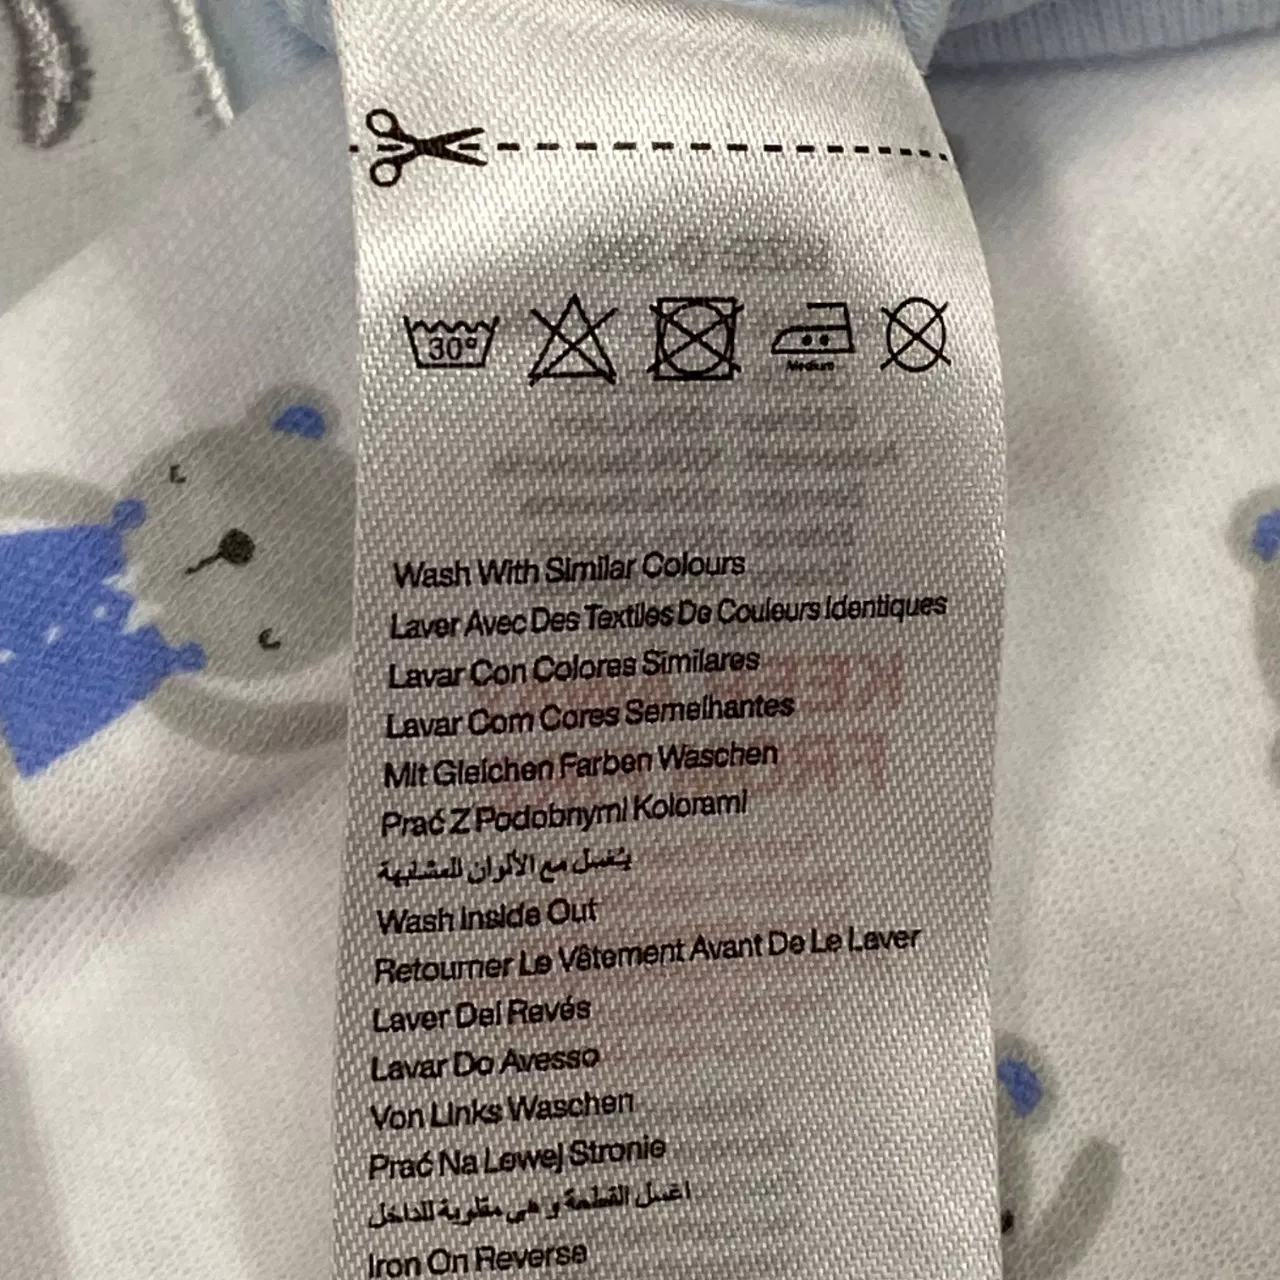 30°
Medium
Wash With Similar Colours
Laver Avec Des Textiles De Couleurs Identiques
Lavar Con Colores Similares
Lavar Com Cores Semelhantes
Mit Gleichen Farben Waschen
Prać Z Podobnymi Kolorami
يغسل مع الألوان المشابهة
Wash Inside Out
Retourner Le Vêtement Avant De Le Laver
Laver Del Revés
Lavar Do Avesso
Von Links Waschen
Prać Na Lewej Stronie
اغسل القطعة و هي مقلوبة للداخل
Iron On Reverse